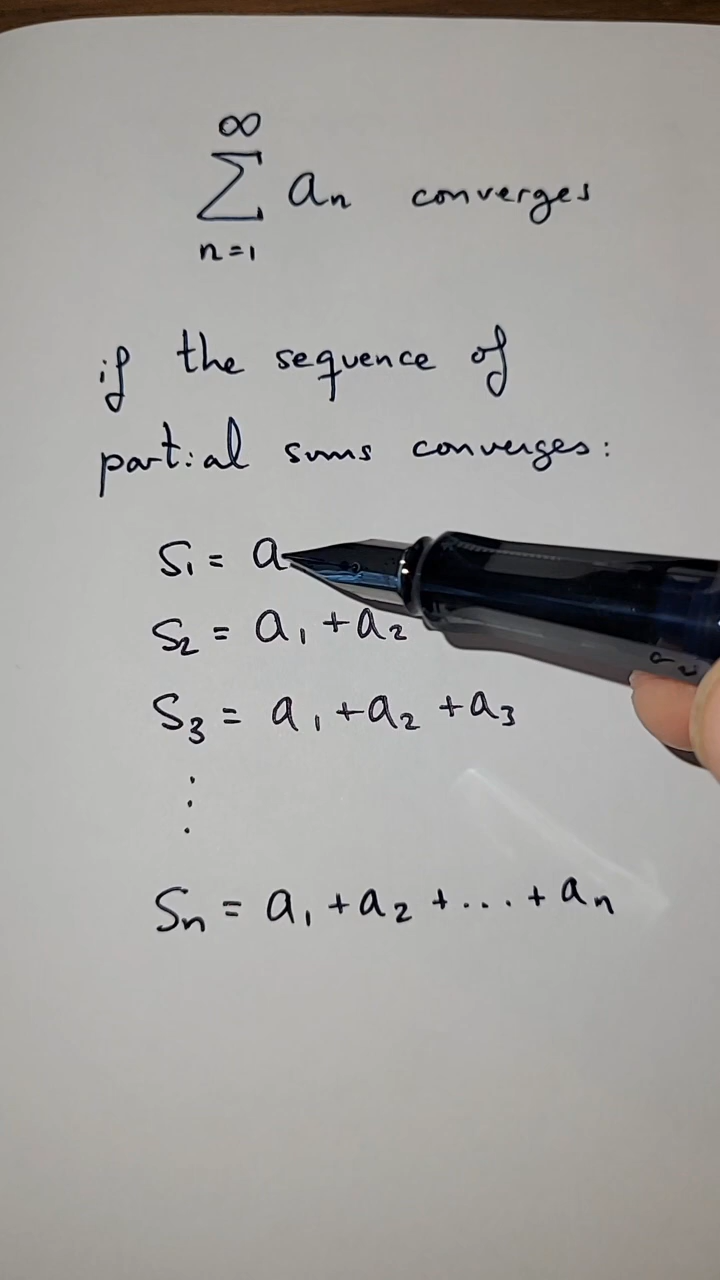 ∞
∑ aₙ converges
n=1
if the sequence of
partial sums converges:
S₁ = a
S₂ = a₁ + a₂
S₃ = a₁ + a₂ + a₃
⋮
Sₙ = a₁ + a₂ + ... + aₙ